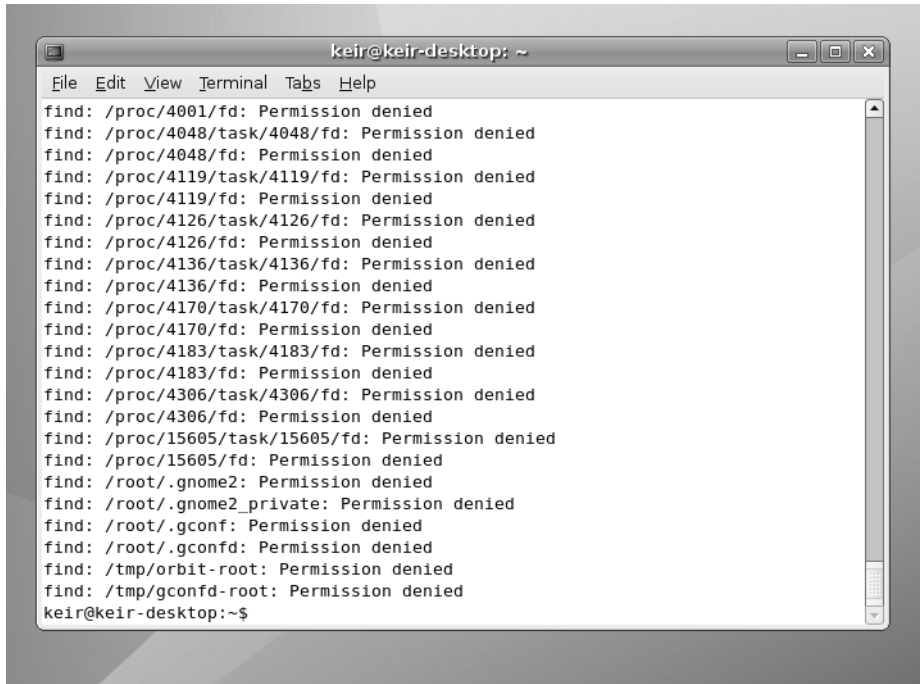 keir@keir-desktop: ~
File Edit View Terminal Tabs Help
find: /proc/4001/fd: Permission denied
find: /proc/4048/task/4048/fd: Permission denied
find: /proc/4048/fd: Permission denied
find: /proc/4119/task/4119/fd: Permission denied
find: /proc/4119/fd: Permission denied
find: /proc/4126/task/4126/fd: Permission denied
find: /proc/4126/fd: Permission denied
find: /proc/4136/task/4136/fd: Permission denied
find: /proc/4136/fd: Permission denied
find: /proc/4170/task/4170/fd: Permission denied
find: /proc/4170/fd: Permission denied
find: /proc/4183/task/4183/fd: Permission denied
find: /proc/4183/fd: Permission denied
find: /proc/4306/task/4306/fd: Permission denied
find: /proc/4306/fd: Permission denied
find: /proc/15605/task/15605/fd: Permission denied
find: /proc/15605/fd: Permission denied
find: /root/.gnome2: Permission denied
find: /root/.gnome2_private: Permission denied
find: /root/.gconf: Permission denied
find: /root/.gconfd: Permission denied
find: /tmp/orbit-root: Permission denied
find: /tmp/gconfd-root: Permission denied
keir@keir-desktop:~$